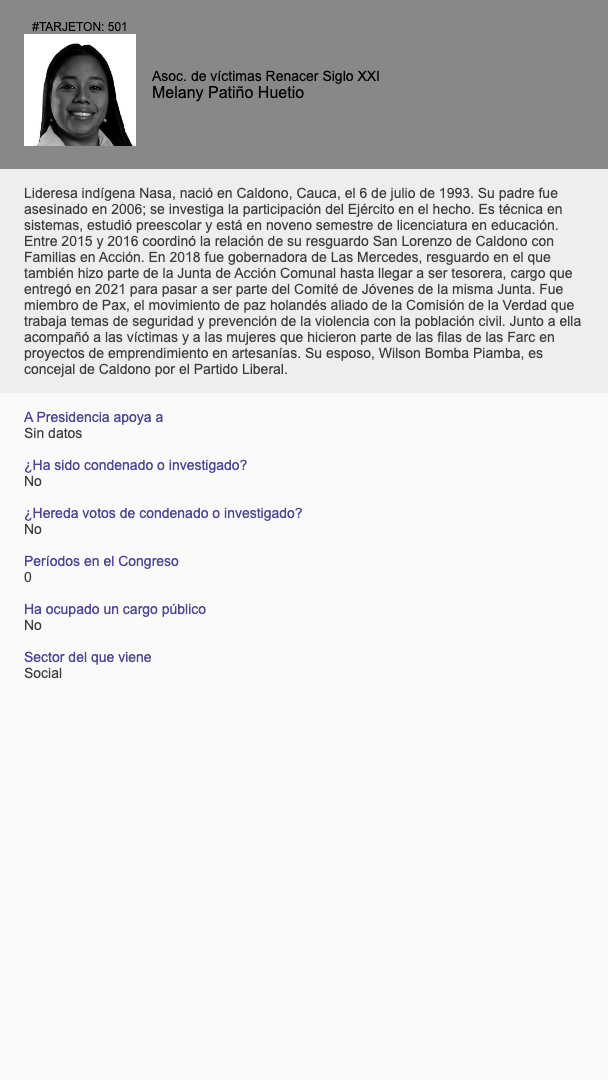 #TARJETON: 501
Asoc. de víctimas Renacer Siglo XXI
Melany Patiño Huetio
Lideresa indígena Nasa, nació en Caldono, Cauca, el 6 de julio de 1993. Su padre fue
asesinado en 2006; se investiga la participación del Ejército en el hecho. Es técnica en
sistemas, estudió preescolar y está en noveno semestre de licenciatura en educación.
Entre 2015 y 2016 coordinó la relación de su resguardo San Lorenzo de Caldono con
Familias en Acción. En 2018 fue gobernadora de Las Mercedes, resguardo en el que
también hizo parte de la Junta de Acción Comunal hasta llegar a ser tesorera, cargo que
entregó en 2021 para pasar a ser parte del Comité de Jóvenes de la misma Junta. Fue
miembro de Pax, el movimiento de paz holandés aliado de la Comisión de la Verdad que
trabaja temas de seguridad y prevención de la violencia con la población civil. Junto a ella
acompañó a las víctimas y a las mujeres que hicieron parte de las filas de las Farc en
proyectos de emprendimiento en artesanías. Su esposo, Wilson Bomba Piamba, es
concejal de Caldono por el Partido Liberal.
A Presidencia apoya a
Sin datos
¿Ha sido condenado o investigado?
No
¿Hereda votos de condenado o investigado?
No
Períodos en el Congreso
0
Ha ocupado un cargo público
No
Sector del que viene
Social